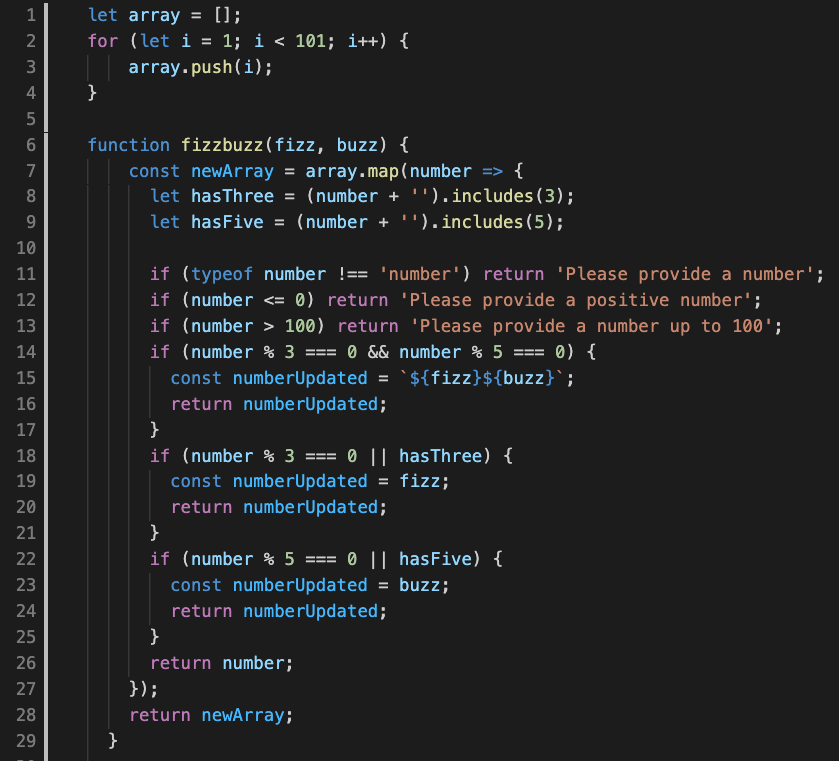 1 let array = [];
2 for (let i = 1; i < 101; i++) {
3 array.push(i);
4 }
5
6 function fizzbuzz(fizz, buzz) {
7 const newArray = array.map(number => {
8 let hasThree = (number + '').includes(3);
9 let hasFive = (number + '').includes(5);
10
11 if (typeof number !== 'number') return 'Please provide a number';
12 if (number <= 0) return 'Please provide a positive number';
13 if (number > 100) return 'Please provide a number up to 100';
14 if (number % 3 === 0 && number % 5 === 0) {
15 const numberUpdated = `${fizz}${buzz}`;
16 return numberUpdated;
17 }
18 if (number % 3 === 0 || hasThree) {
19 const numberUpdated = fizz;
20 return numberUpdated;
21 }
22 if (number % 5 === 0 || hasFive) {
23 const numberUpdated = buzz;
24 return numberUpdated;
25 }
26 return number;
27 });
28 return newArray;
29 }